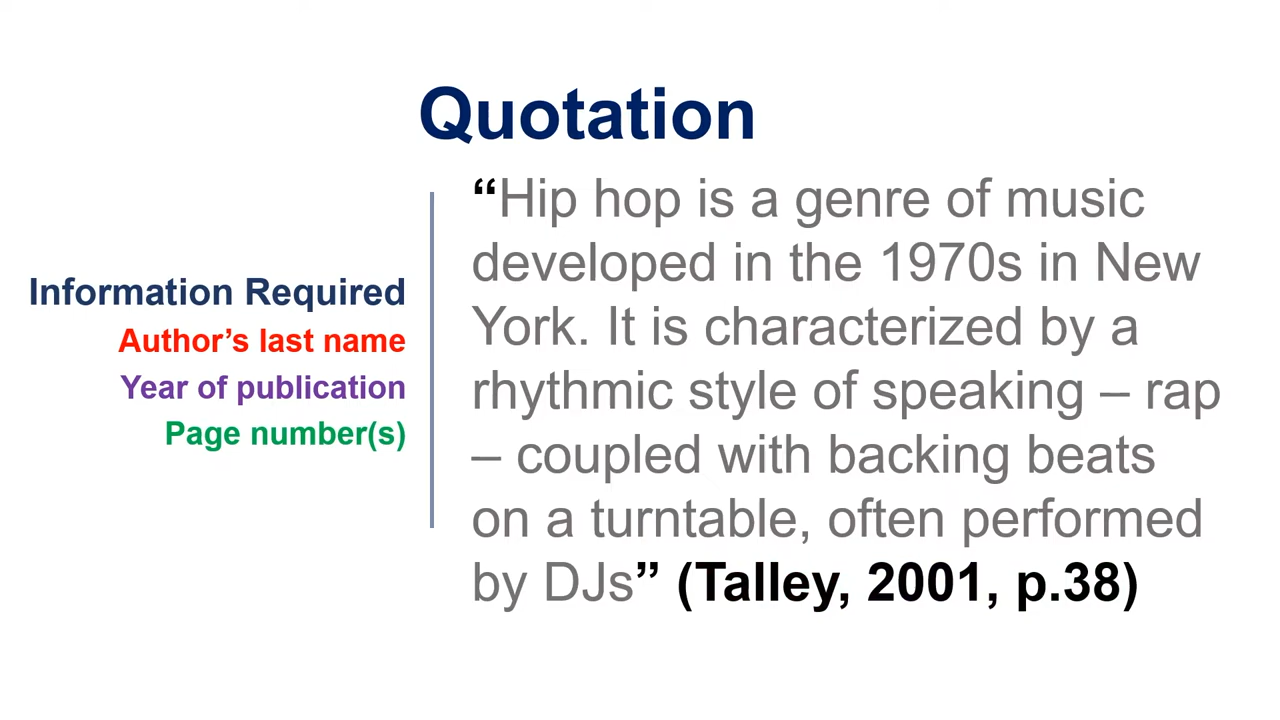 Quotation
Information Required
Author’s last name
Year of publication
Page number(s)
“Hip hop is a genre of music
developed in the 1970s in New
York. It is characterized by a
rhythmic style of speaking – rap
– coupled with backing beats
on a turntable, often performed
by DJs” (Talley, 2001, p.38)